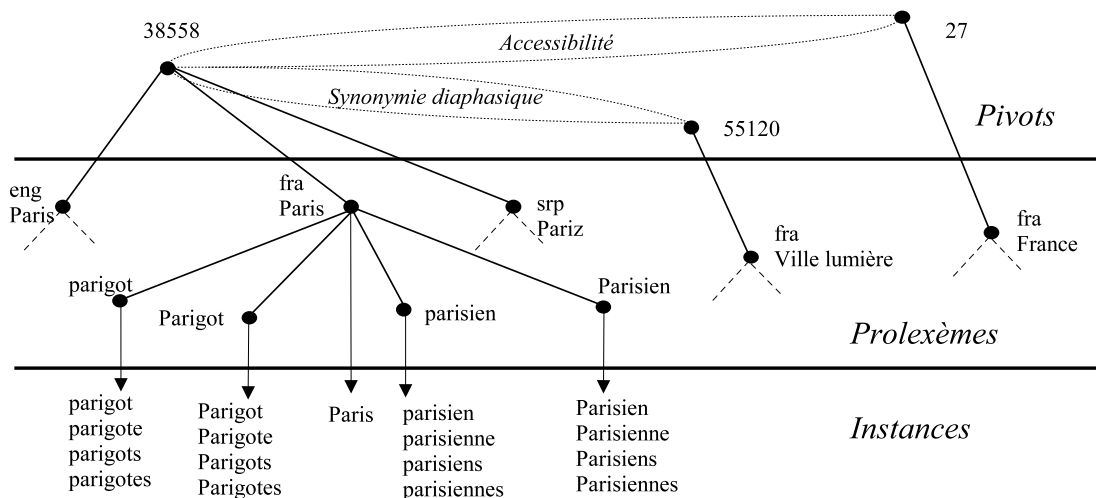 38558
27
Accessibilité
Synonymie diaphasique
55120
Pivots
eng
Paris
fra
Paris
srp
Pariz
fra
Ville lumière
fra
France
parigot
Parigot
parisien
Parisien
Prolexèmes
parigot
parigote
parigots
parigotes
Parigot
Parigote
Parigots
Parigotes
Paris
parisien
parisienne
parisiens
parisiennes
Parisien
Parisienne
Parisiens
Parisiennes
Instances